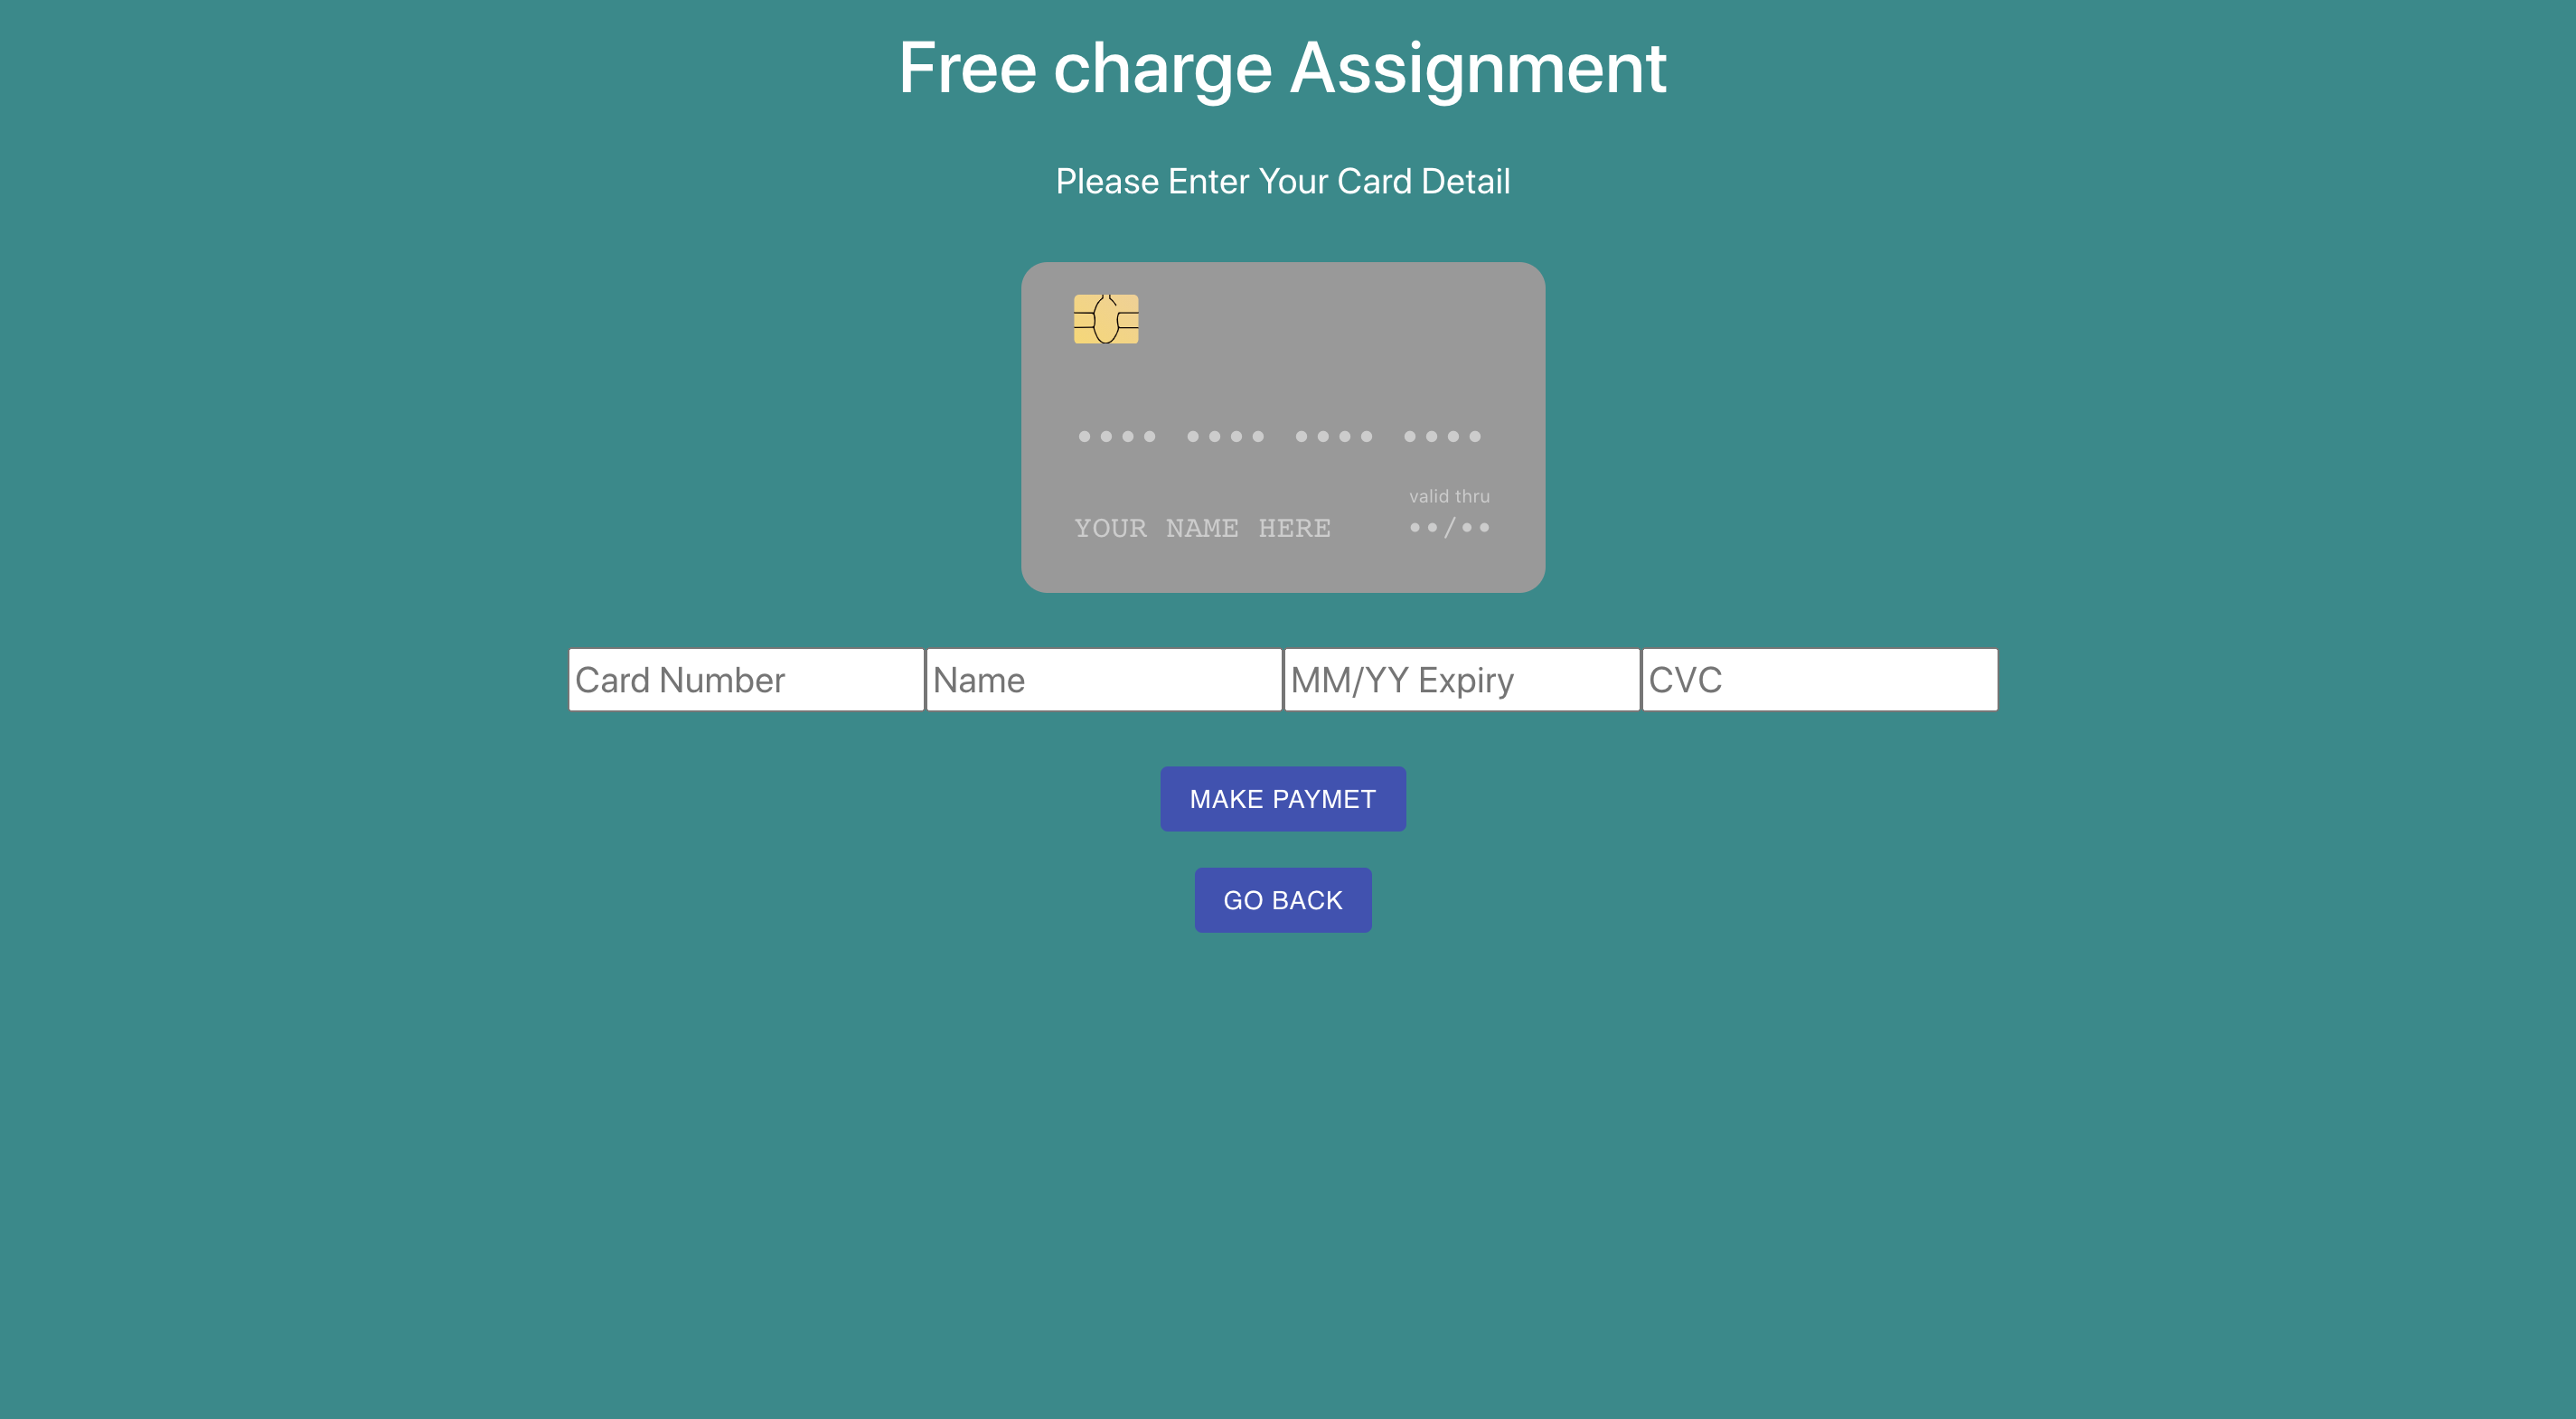 Free charge Assignment
Please Enter Your Card Detail
•••• •••• •••• ••••
valid thru
YOUR NAME HERE ••/••
Card Number Name MM/YY Expiry CVC
MAKE PAYMET
GO BACK